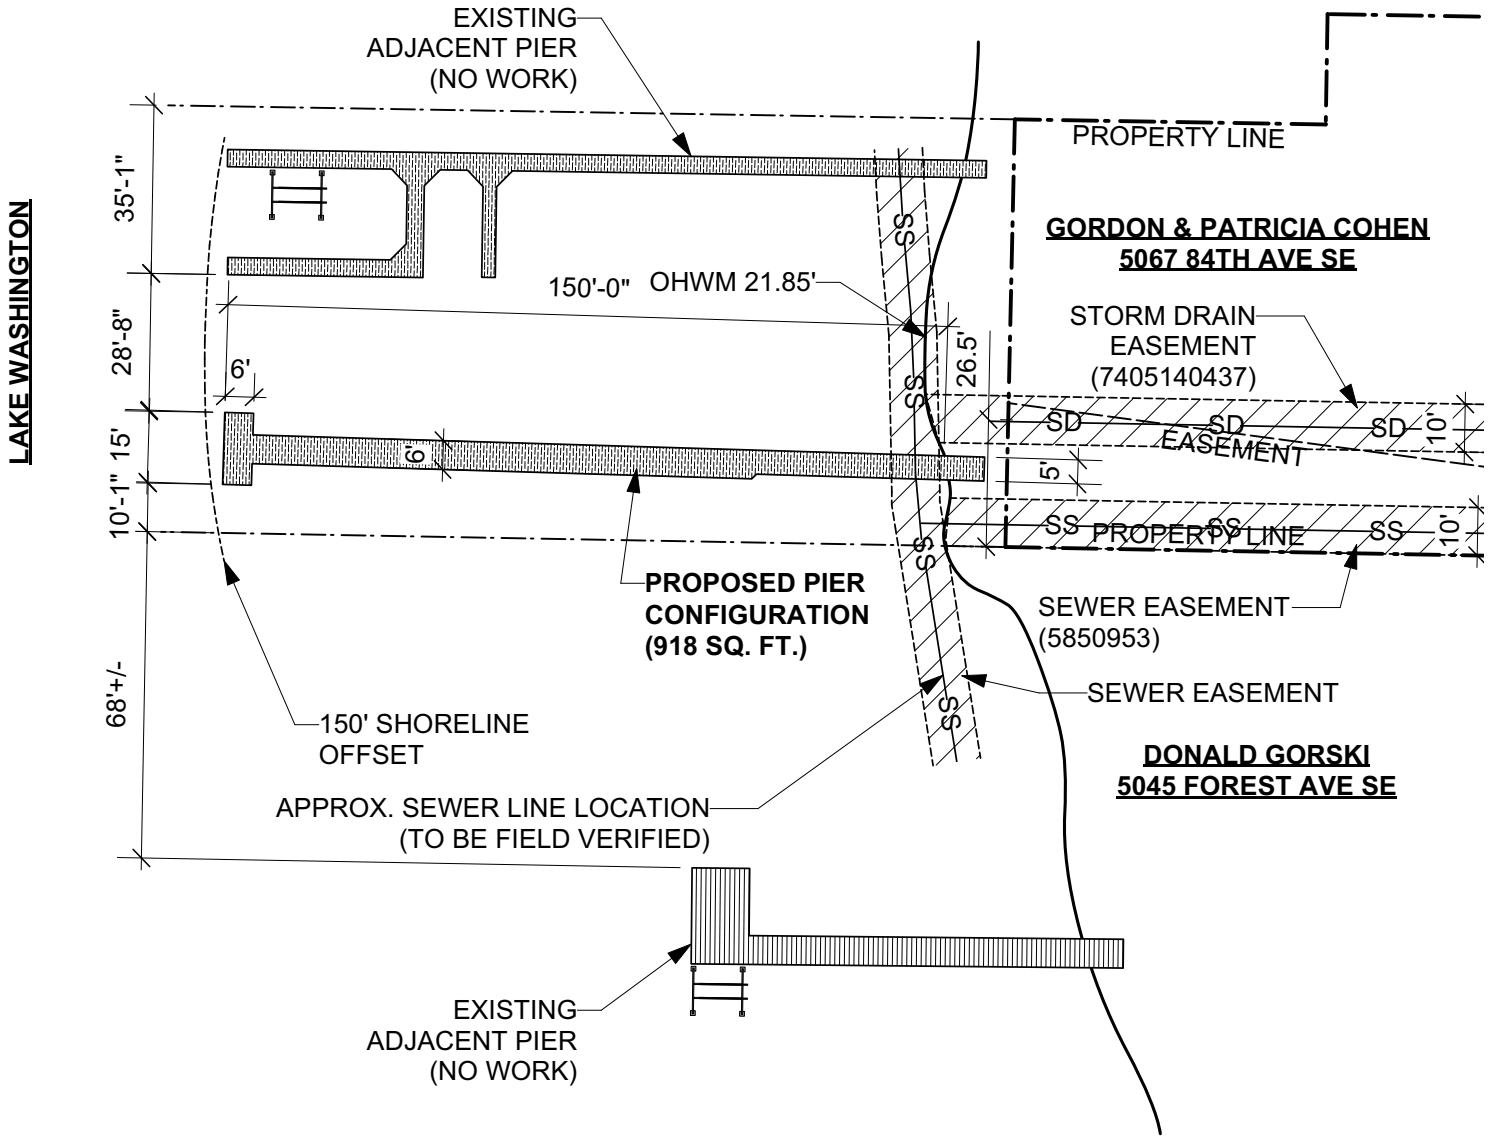 EXISTING
ADJACENT PIER
(NO WORK)
PROPERTY LINE
35'-1"
LAKE WASHINGTON
GORDON & PATRICIA COHEN
5067 84TH AVE SE
SS
150'-0"
OHWM 21.85'
STORM DRAIN
EASEMENT
(7405140437)
28'-8"
6'
26.5'
SS
SD
SD
SD
10'
EASEMENT
15'
6'
5'
10'-1"
SS
PROPERTY LINE
SS
SS
10'
SS
PROPOSED PIER
CONFIGURATION
(918 SQ. FT.)
SEWER EASEMENT
(5850953)
68'+/-
SEWER EASEMENT
SS
150' SHORELINE
OFFSET
DONALD GORSKI
5045 FOREST AVE SE
APPROX. SEWER LINE LOCATION
(TO BE FIELD VERIFIED)
EXISTING
ADJACENT PIER
(NO WORK)